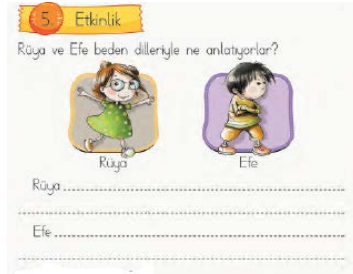 5. Etkinlik
Rüya ve Efe beden dilleriyle ne anlatıyorlar?
Rüya
Efe
Rüya
Efe